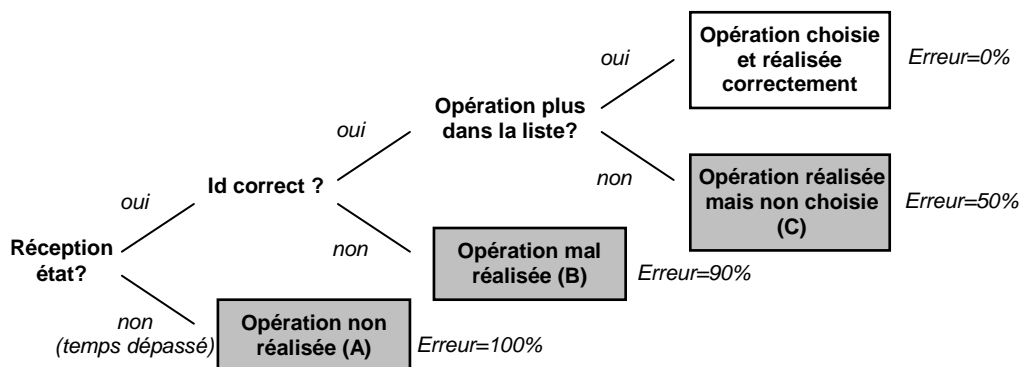 Opération choisie
et réalisée
correctement
Erreur=0%
oui
Opération plus
dans la liste?
oui
non
Opération réalisée
mais non choisie
(C)
Erreur=50%
Id correct ?
oui
non
Opération mal
réalisée (B)
Erreur=90%
Réception
état?
non
(temps dépassé)
Opération non
réalisée (A)
Erreur=100%